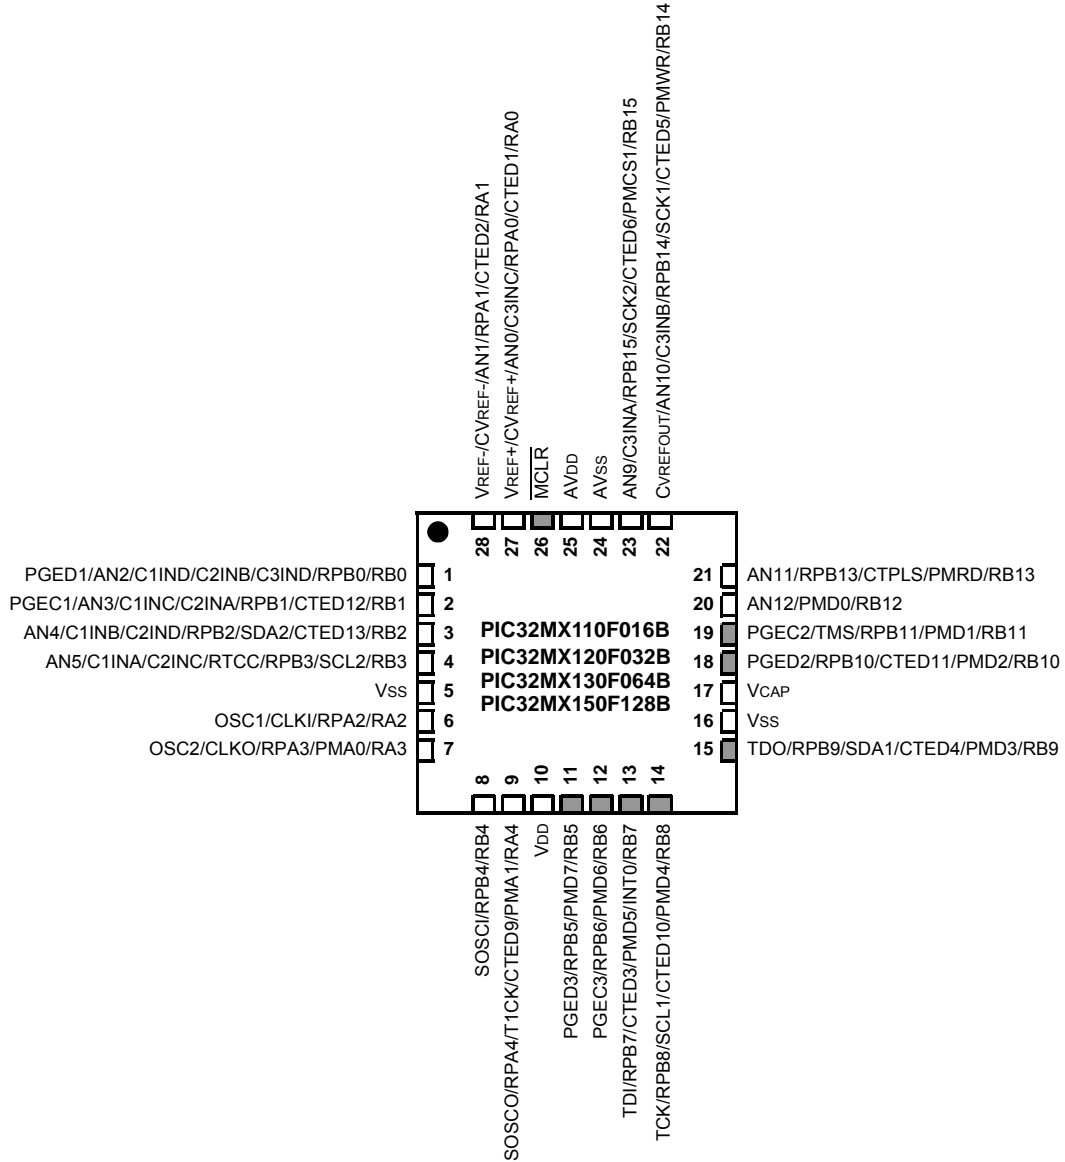 VREF-/CVREF-/AN1/RPA1/CTED2/RA1
VREF+/CVREF+/AN0/C3INC/RPA0/CTED1/RA0
MCLR
AVDD
AVSS
AN9/C3INA/RPB15/SCK2/CTED6/PMCS1/RB15
CVREFOUT/AN10/C3INB/RPB14/SCK1/CTED5/PMWR/RB14
28
27
26
25
24
23
22
PGED1/AN2/C1IND/C2INB/C3IND/RPB0/RB0 1
PGEC1/AN3/C1INC/C2INA/RPB1/CTED12/RB1 2
AN4/C1INB/C2IND/RPB2/SDA2/CTED13/RB2 3
AN5/C1INA/C2INC/RTCC/RPB3/SCL2/RB3 4
VSS 5
OSC1/CLKI/RPA2/RA2 6
OSC2/CLKO/RPA3/PMA0/RA3 7
PIC32MX110F016B
PIC32MX120F032B
PIC32MX130F064B
PIC32MX150F128B
21 AN11/RPB13/CTPLS/PMRD/RB13
20 AN12/PMD0/RB12
19 PGEC2/TMS/RPB11/PMD1/RB11
18 PGED2/RPB10/CTED11/PMD2/RB10
17 VCAP
16 VSS
15 TDO/RPB9/SDA1/CTED4/PMD3/RB9
8
9
10
11
12
13
14
SOSCI/RPB4/RB4
SOSCO/RPA4/T1CK/CTED9/PMA1/RA4
VDD
PGED3/RPB5/PMD7/RB5
PGEC3/RPB6/PMD6/RB6
TDI/RPB7/CTED3/PMD5/INT0/RB7
TCK/RPB8/SCL1/CTED10/PMD4/RB8